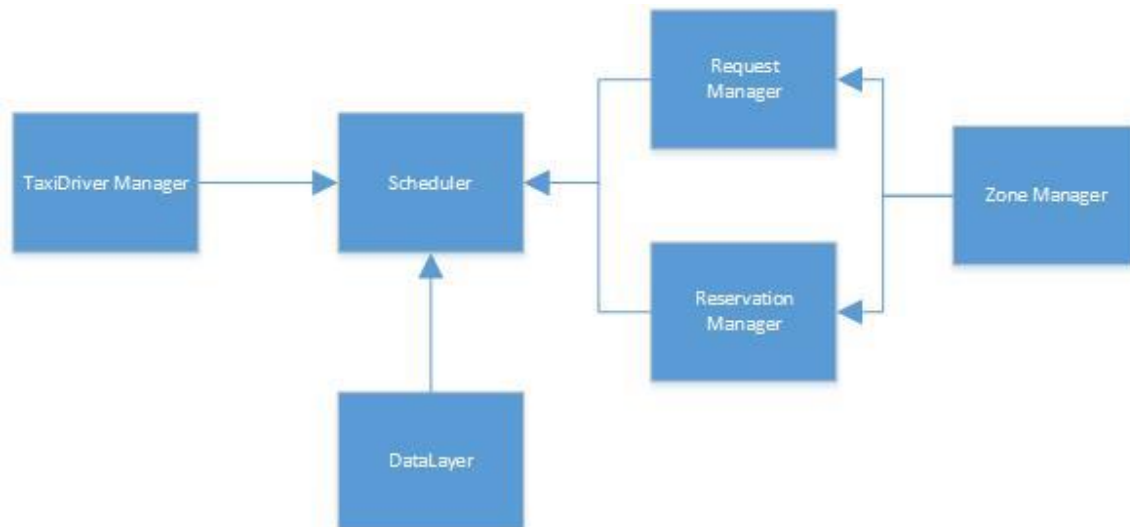 Request
Manager
TaxiDriver Manager
Scheduler
Zone Manager
Reservation
Manager
DataLayer